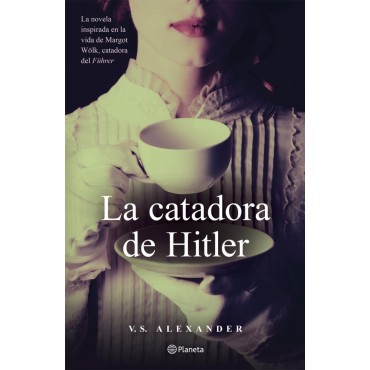 La novela
inspirada en la
vida de Margot
Wölk, catadora
del Führer
La catadora
de Hitler
V. S. ALEXANDER
Planeta